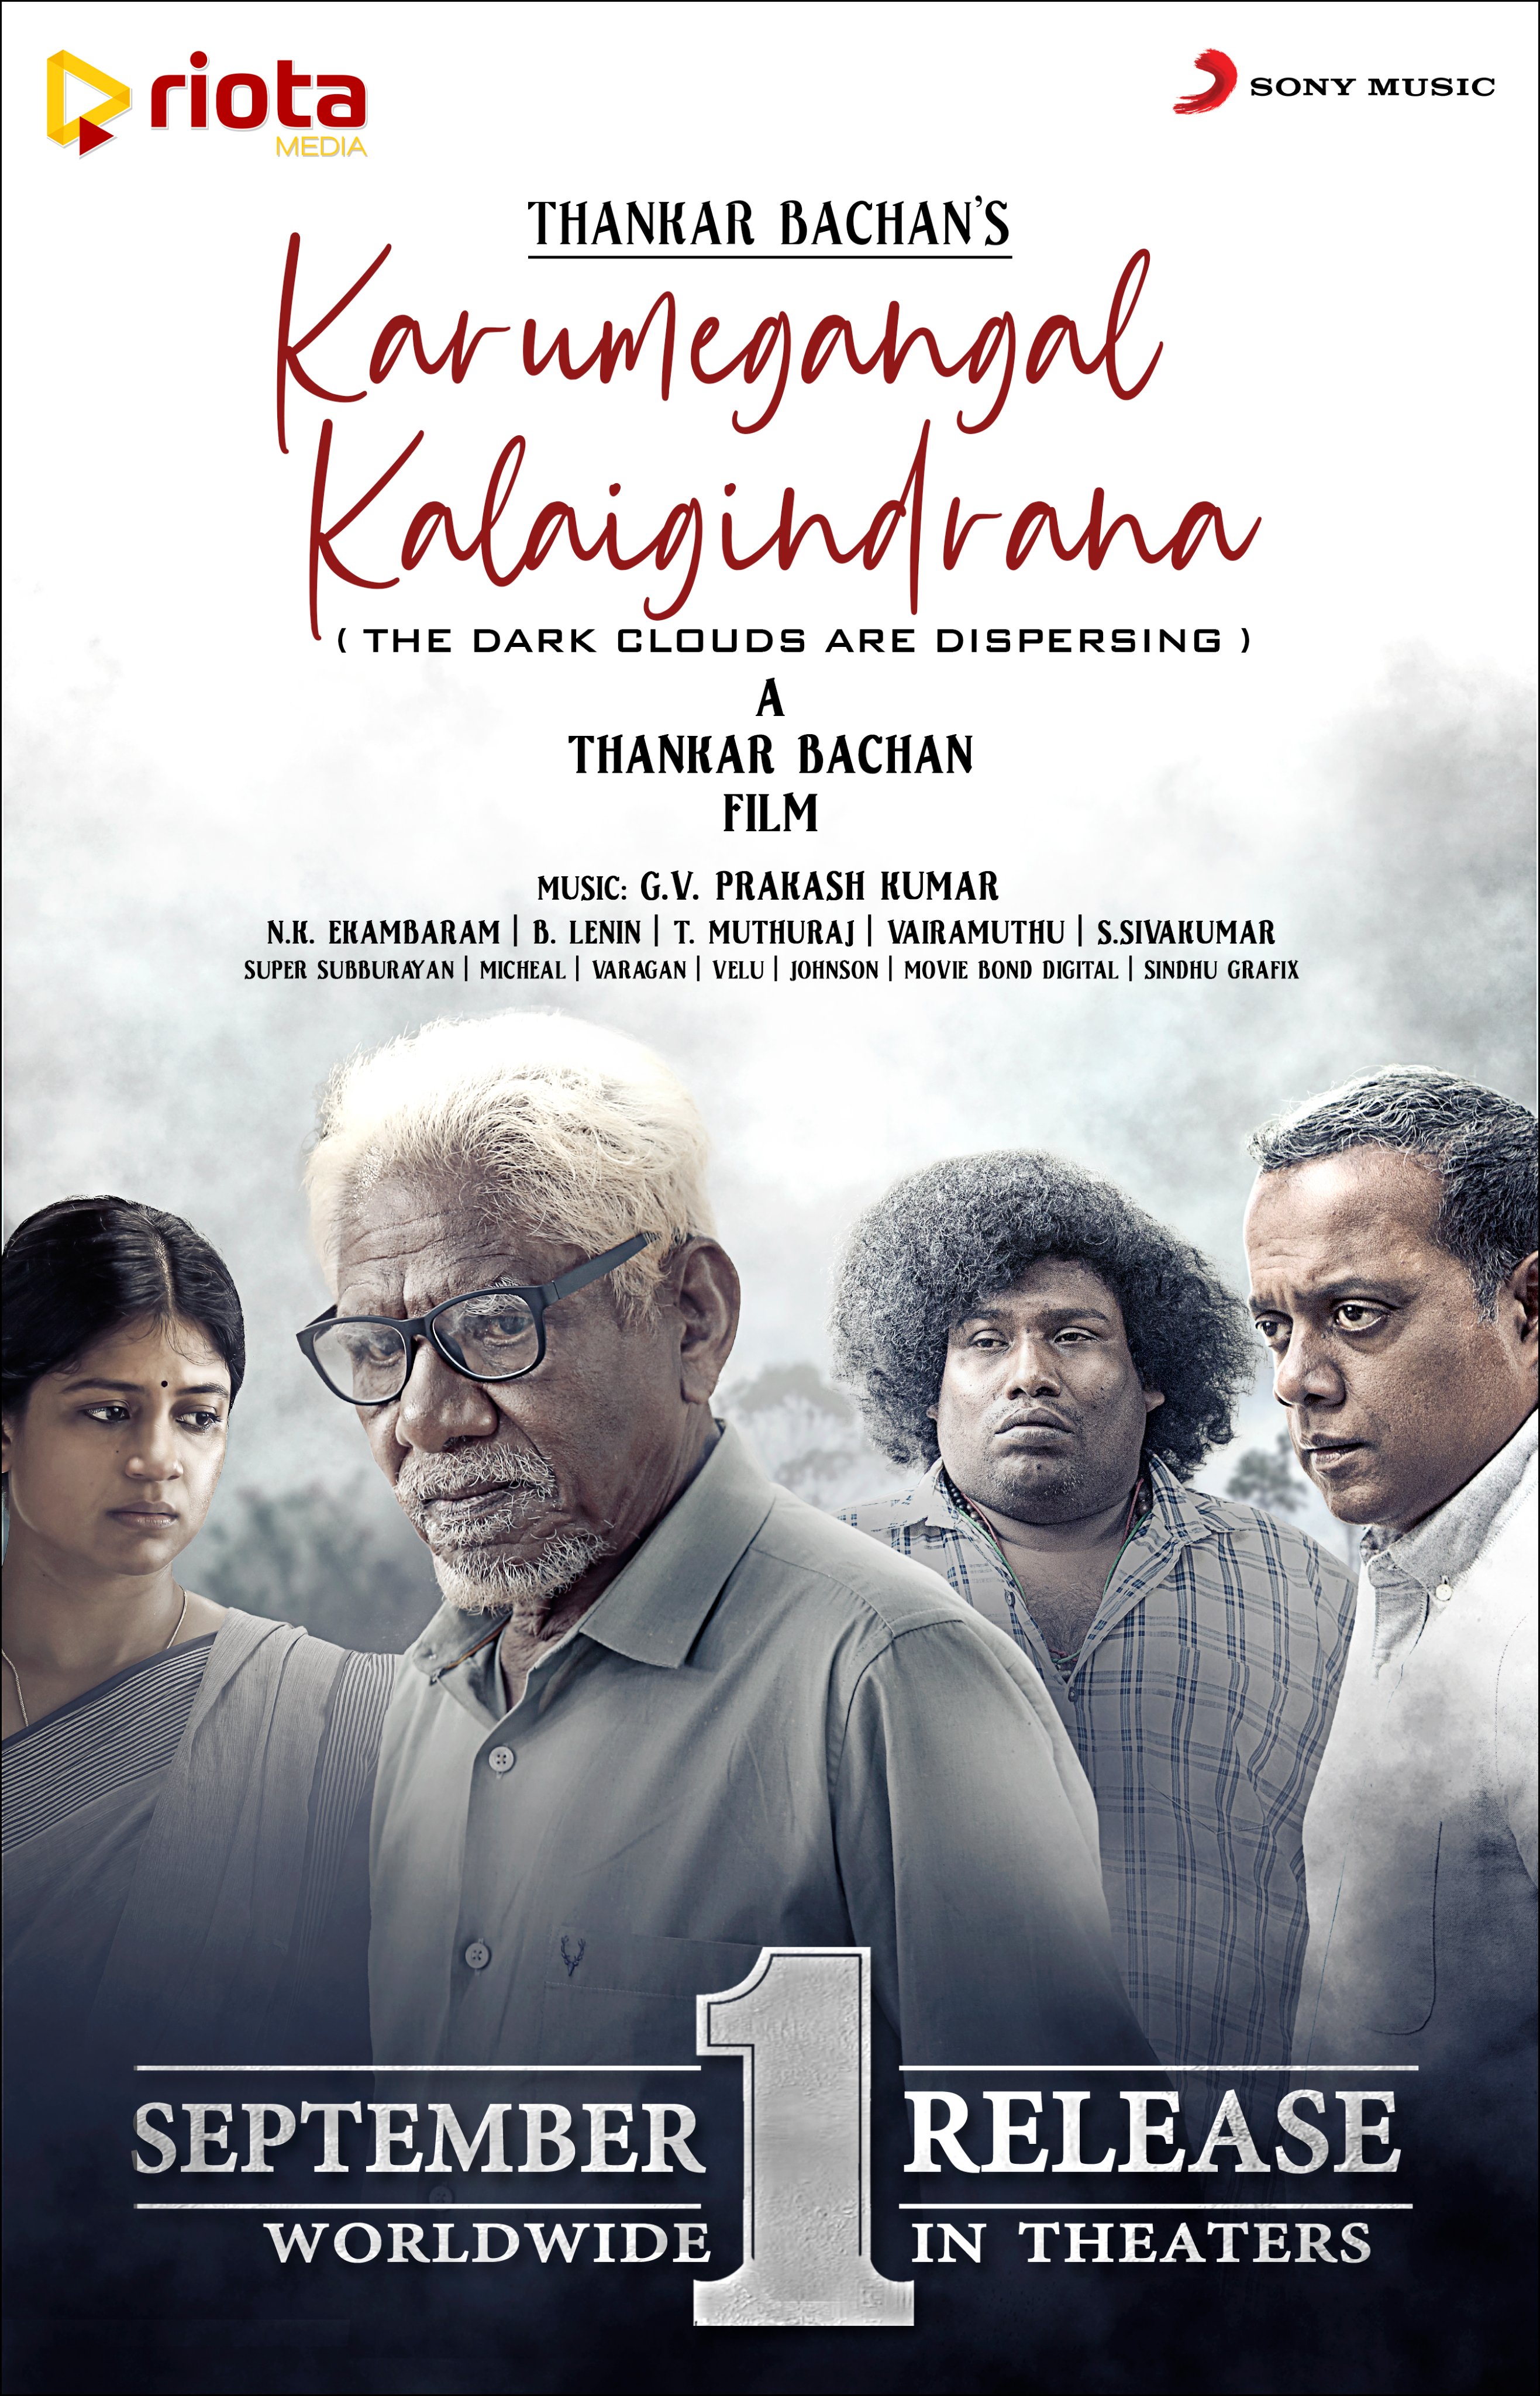 riota
MEDIA
SONY MUSIC
THANKAR BACHAN'S
Karumegangal
Kalaigindrana
( THE DARK CLOUDS ARE DISPERSING )
A
THANKAR BACHAN
FILM
MUSIC: G.V. PRAKASH KUMAR
N.K. EKAMBARAM | B. LENIN | T. MUTHURAJ | VAIRAMUTHU | S.SIVAKUMAR
SUPER SUBBURAYAN | MICHEAL | VARAGAN | VELU | JOHNSON | MOVIE BOND DIGITAL | SINDHU GRAFIX
SEPTEMBER 1 RELEASE
WORLDWIDE IN THEATERS